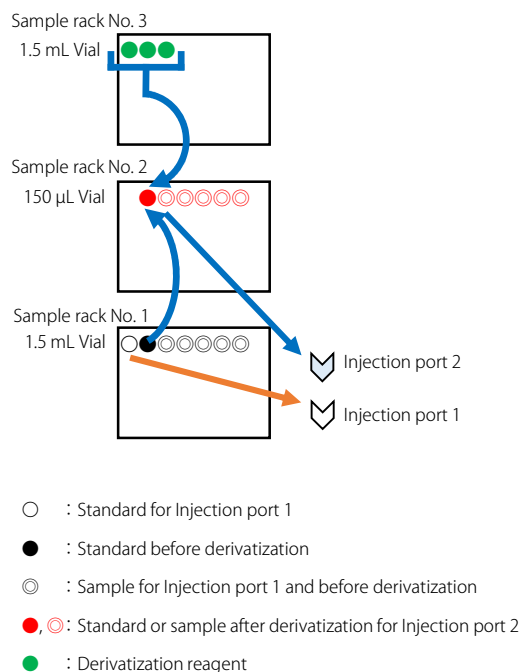 Sample rack No. 3
1.5 mL Vial
Sample rack No. 2
150 µL Vial
Sample rack No. 1
1.5 mL Vial
Injection port 2
Injection port 1
○ : Standard for Injection port 1
● : Standard before derivatization
◎ : Sample for Injection port 1 and before derivatization
●, ◎ : Standard or sample after derivatization for Injection port 2
● : Derivatization reagent